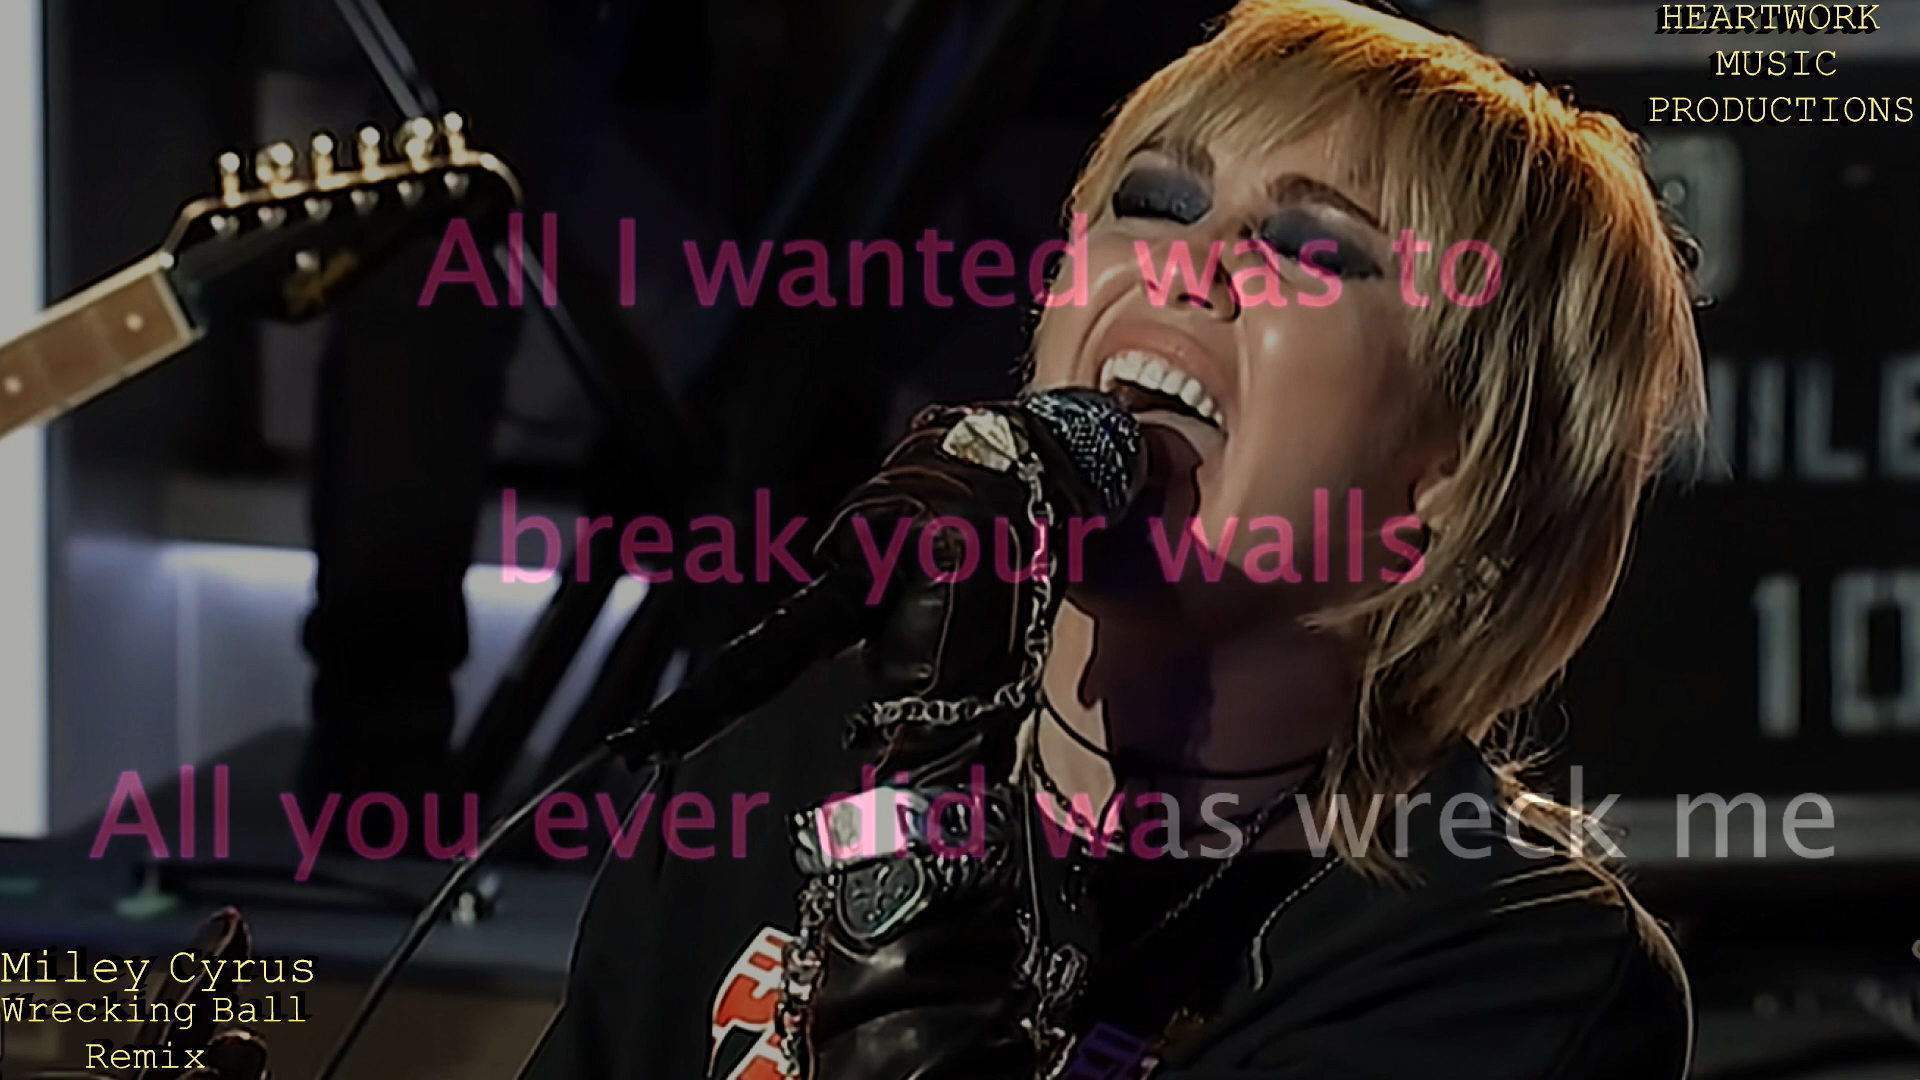 HEARTWORK
MUSIC
PRODUCTIONS
All I wanted was to
break your walls
All you ever did was wreck me
Miley Cyrus
Wrecking Ball
Remix
10